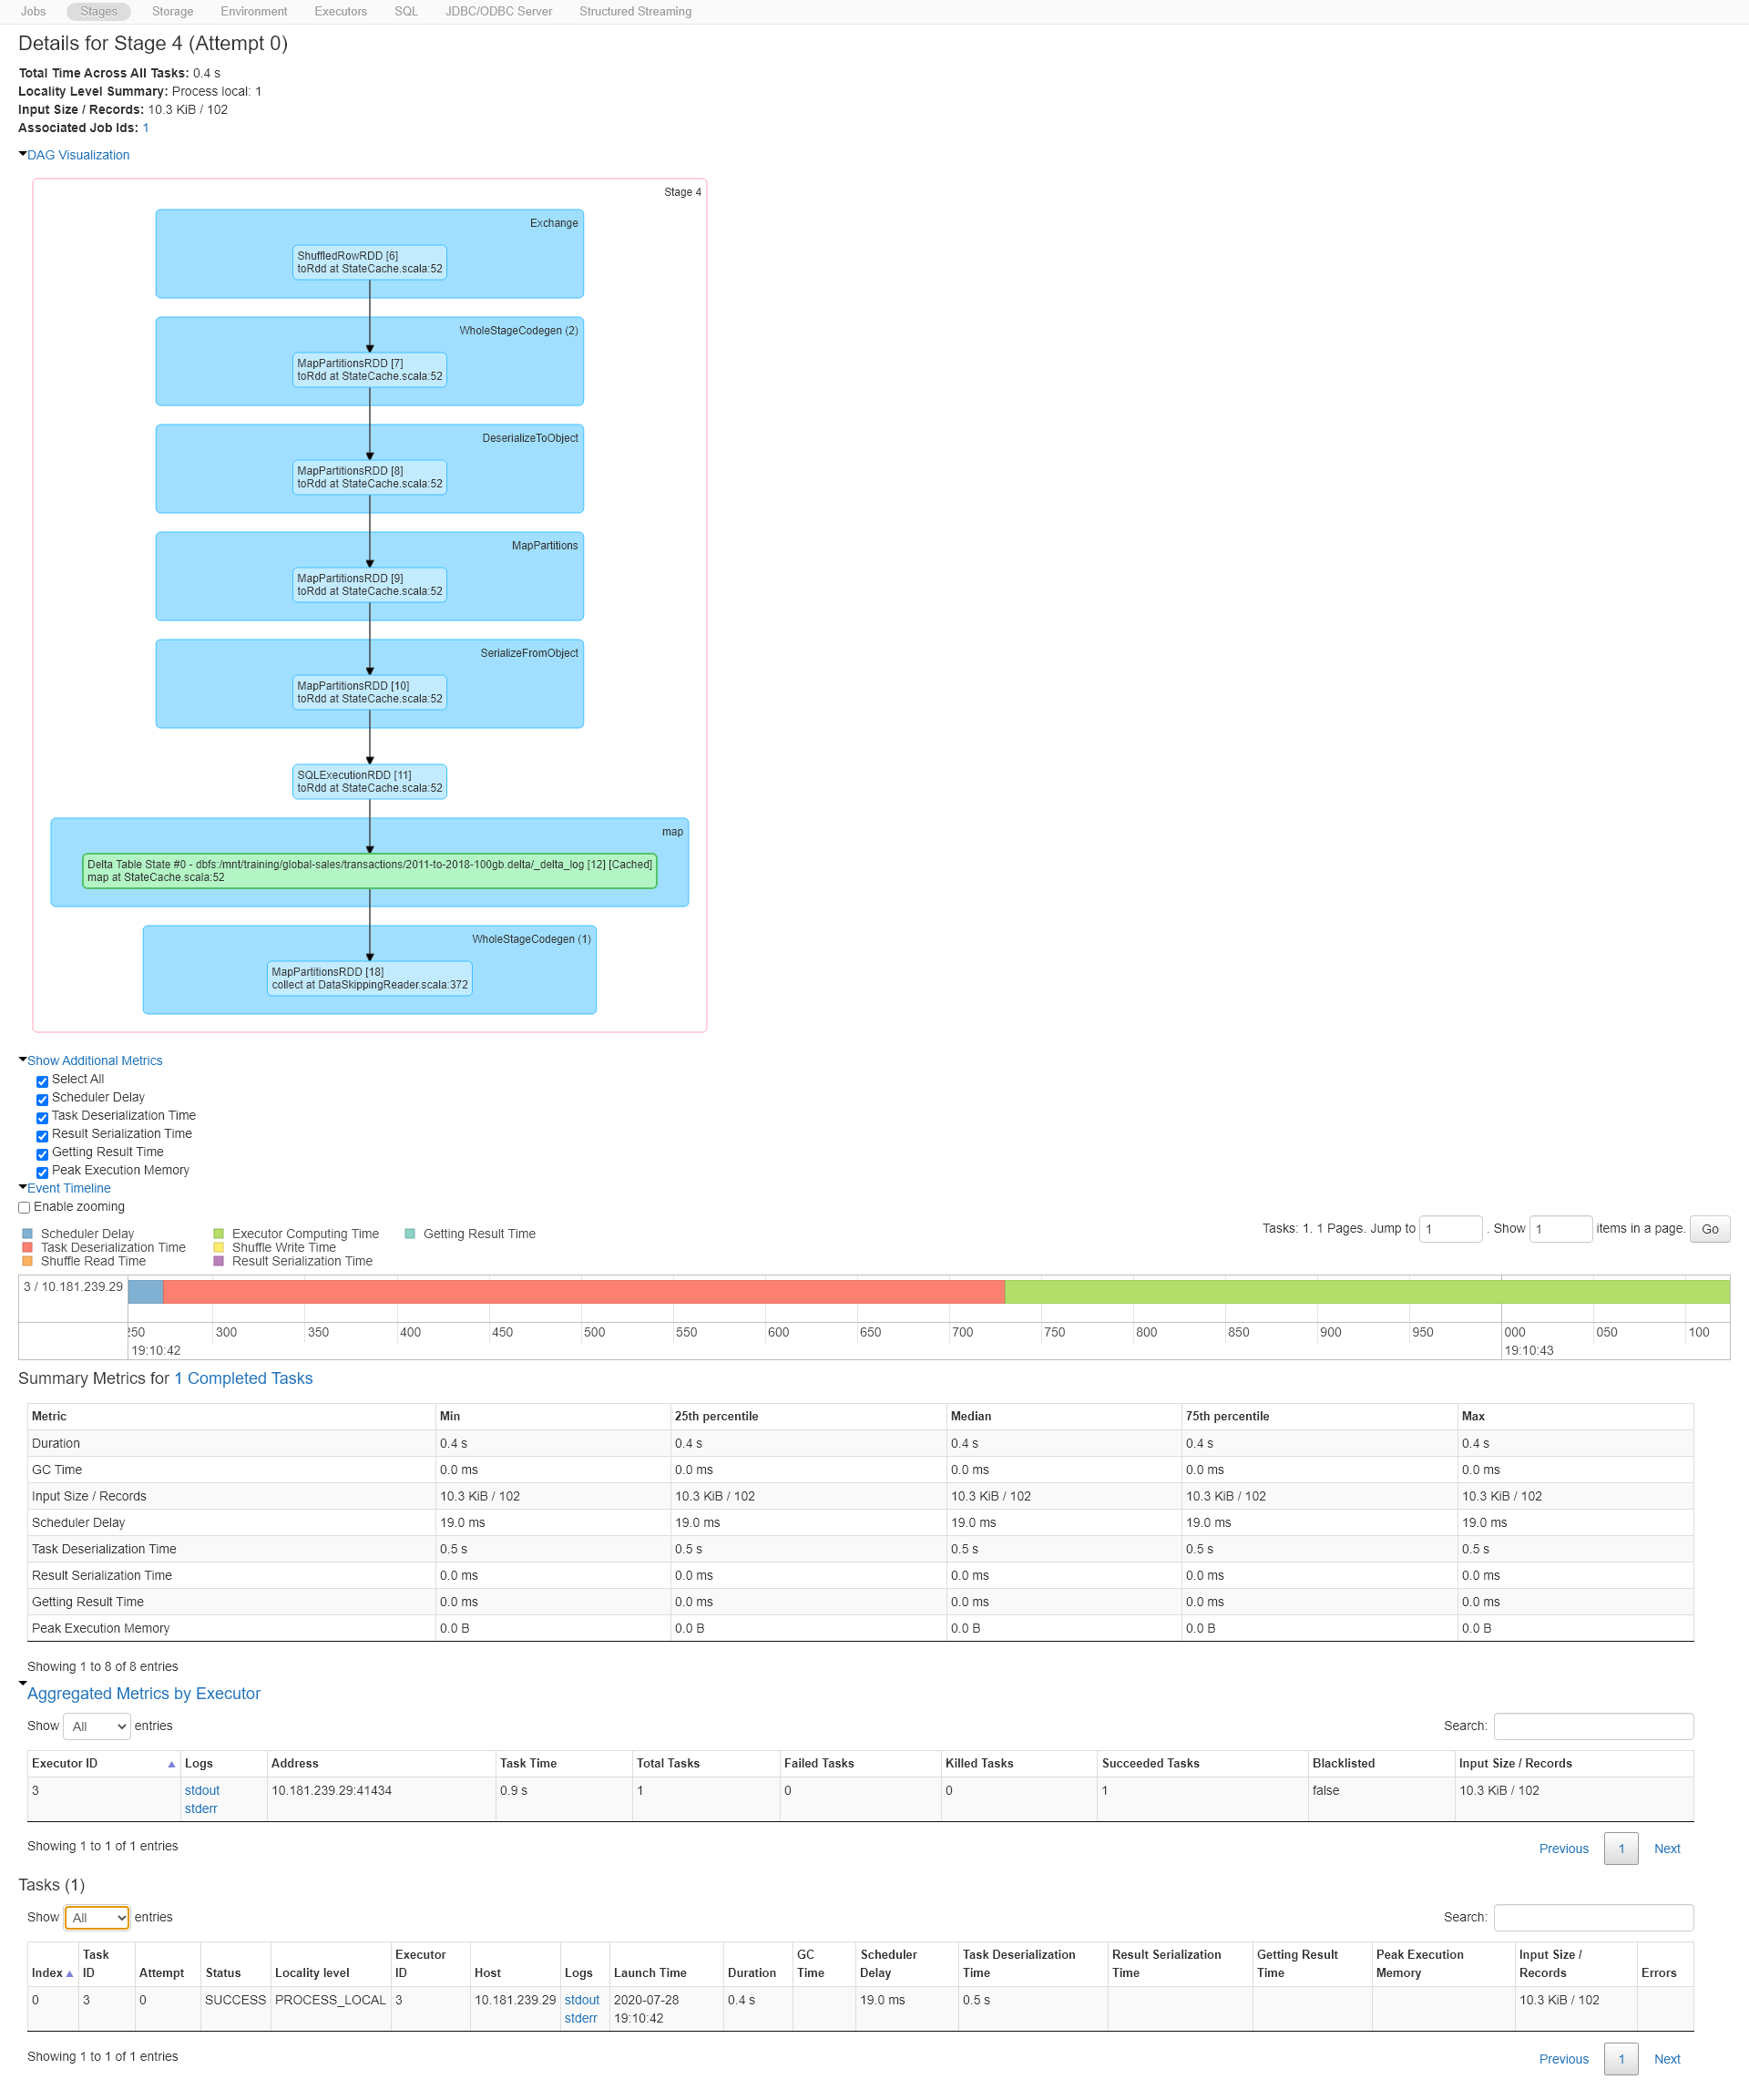 Jobs Stages Storage Environment Executors SQL JDBC/ODBC Server Structured Streaming
Details for Stage 4 (Attempt 0)
Total Time Across All Tasks: 0.4 s
Locality Level Summary: Process local: 1
Input Size / Records: 10.3 KiB / 102
Associated Job Ids: 1
DAG Visualization
Stage 4
Exchange
ShuffledRowRDD [6]
toRdd at StateCache.scala:52
WholeStageCodegen (2)
MapPartitionsRDD [7]
toRdd at StateCache.scala:52
DeserializeToObject
MapPartitionsRDD [8]
toRdd at StateCache.scala:52
MapPartitions
MapPartitionsRDD [9]
toRdd at StateCache.scala:52
SerializeFromObject
MapPartitionsRDD [10]
toRdd at StateCache.scala:52
SQLExecutionRDD [11]
toRdd at StateCache.scala:52
map
Delta Table State #0 - dbfs:/mnt/training/global-sales/transactions/2011-to-2018-100gb.delta/_delta_log [12] [Cached]
map at StateCache.scala:52
WholeStageCodegen (1)
MapPartitionsRDD [18]
collect at DataSkippingReader.scala:372
Show Additional Metrics
Select All
Scheduler Delay
Task Deserialization Time
Result Serialization Time
Getting Result Time
Peak Execution Memory
Event Timeline
Enable zooming
Tasks: 1. 1 Pages. Jump to 1 . Show 1 items in a page. Go
Scheduler Delay Executor Computing Time Getting Result Time
Task Deserialization Time Shuffle Write Time
Shuffle Read Time Result Serialization Time
3 / 10.181.239.29
250 300 350 400 450 500 550 600 650 700 750 800 850 900 950 000 050 100
19:10:42 19:10:43
Summary Metrics for 1 Completed Tasks
Metric Min 25th percentile Median 75th percentile Max
Duration 0.4 s 0.4 s 0.4 s 0.4 s 0.4 s
GC Time 0.0 ms 0.0 ms 0.0 ms 0.0 ms 0.0 ms
Input Size / Records 10.3 KiB / 102 10.3 KiB / 102 10.3 KiB / 102 10.3 KiB / 102 10.3 KiB / 102
Scheduler Delay 19.0 ms 19.0 ms 19.0 ms 19.0 ms 19.0 ms
Task Deserialization Time 0.5 s 0.5 s 0.5 s 0.5 s 0.5 s
Result Serialization Time 0.0 ms 0.0 ms 0.0 ms 0.0 ms 0.0 ms
Getting Result Time 0.0 ms 0.0 ms 0.0 ms 0.0 ms 0.0 ms
Peak Execution Memory 0.0 B 0.0 B 0.0 B 0.0 B 0.0 B
Showing 1 to 8 of 8 entries
Aggregated Metrics by Executor
Show All entries Search:
Executor ID Logs Address Task Time Total Tasks Failed Tasks Killed Tasks Succeeded Tasks Blacklisted Input Size / Records
3 stdout 10.181.239.29:41434 0.9 s 1 0 0 1 false 10.3 KiB / 102
stderr
Showing 1 to 1 of 1 entries Previous 1 Next
Tasks (1)
Show All entries Search:
Task Executor GC Scheduler Task Deserialization Result Serialization Getting Result Peak Execution Input Size /
Index ID Attempt Status Locality level ID Host Logs Launch Time Duration Time Delay Time Time Time Memory Records Errors
0 3 0 SUCCESS PROCESS_LOCAL 3 10.181.239.29 stdout 2020-07-28 0.4 s 19.0 ms 0.5 s 10.3 KiB / 102
stderr 19:10:42
Showing 1 to 1 of 1 entries Previous 1 Next